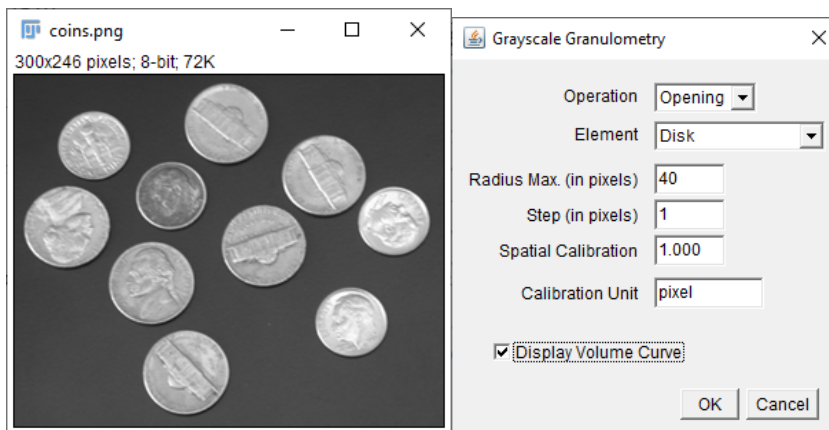 coins.png
300x246 pixels; 8-bit; 72K
Grayscale Granulometry
Operation Opening
Element Disk
Radius Max. (in pixels) 40
Step (in pixels) 1
Spatial Calibration 1.000
Calibration Unit pixel
Display Volume Curve
OK Cancel